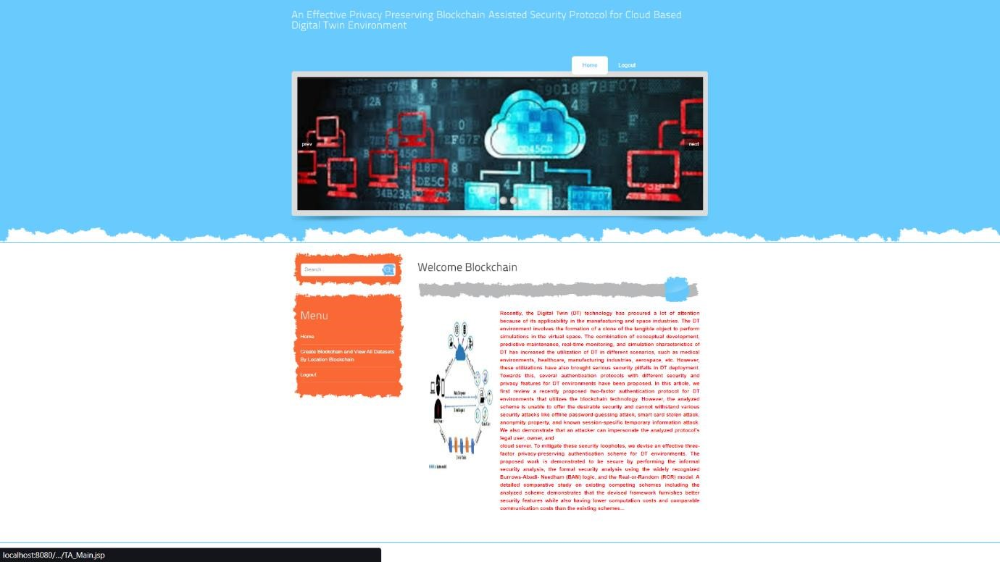 An Effective Privacy Preserving Blockchain Assisted Security Protocol for Cloud Based
Digital Twin Environment
Home
Logout
prev
next
CD45CD
Search
Menu
Home
Create Blockchain and View All Datasets
By Location Blockchain
Logout
Welcome Blockchain
Recently, the Digital Twin (DT) technology has procured a lot of attention
because of its applicability in the manufacturing and space industries. The DT
environment involves the formation of a clone of the tangible object to perform
simulations in the virtual space. The combination of conceptual development,
predictive maintenance, real-time monitoring, and simulation characteristics of
DT has increased the utilization of DT in different scenarios, such as medical
environments, healthcare, manufacturing industries, aerospace, etc. However,
these utilizations have also brought serious security pitfalls in DT deployment.
Towards this, several authentication protocols with different security and
privacy features for DT environments have been proposed. In this article, we
first review a recently proposed two-factor authentication protocol for DT
environments that utilizes the blockchain technology. However, the analyzed
scheme is unable to offer the desirable security and cannot withstand various
security attacks like offline password-guessing attack, smart card stolen attack,
anonymity property, and known session-specific temporary information attack.
We also demonstrate that an attacker can impersonate the analyzed protocol's
legal user, owner, and
cloud server. To mitigate these security loopholes, we devise an effective three-
factor privacy-preserving authentication scheme for DT environments. The
proposed work is demonstrated to be secure by performing the informal
security analysis, the formal security analysis using the widely recognized
Burrows-Abadi- Needham (BAN) logic, and the Real-or-Random (ROR) model. A
detailed comparative study on existing competing schemes including the
analyzed scheme demonstrates that the devised framework furnishes better
security features while also having lower computation costs and comparable
communication costs than the existing schemes...
localhost:8080/.../TA_Main.jsp